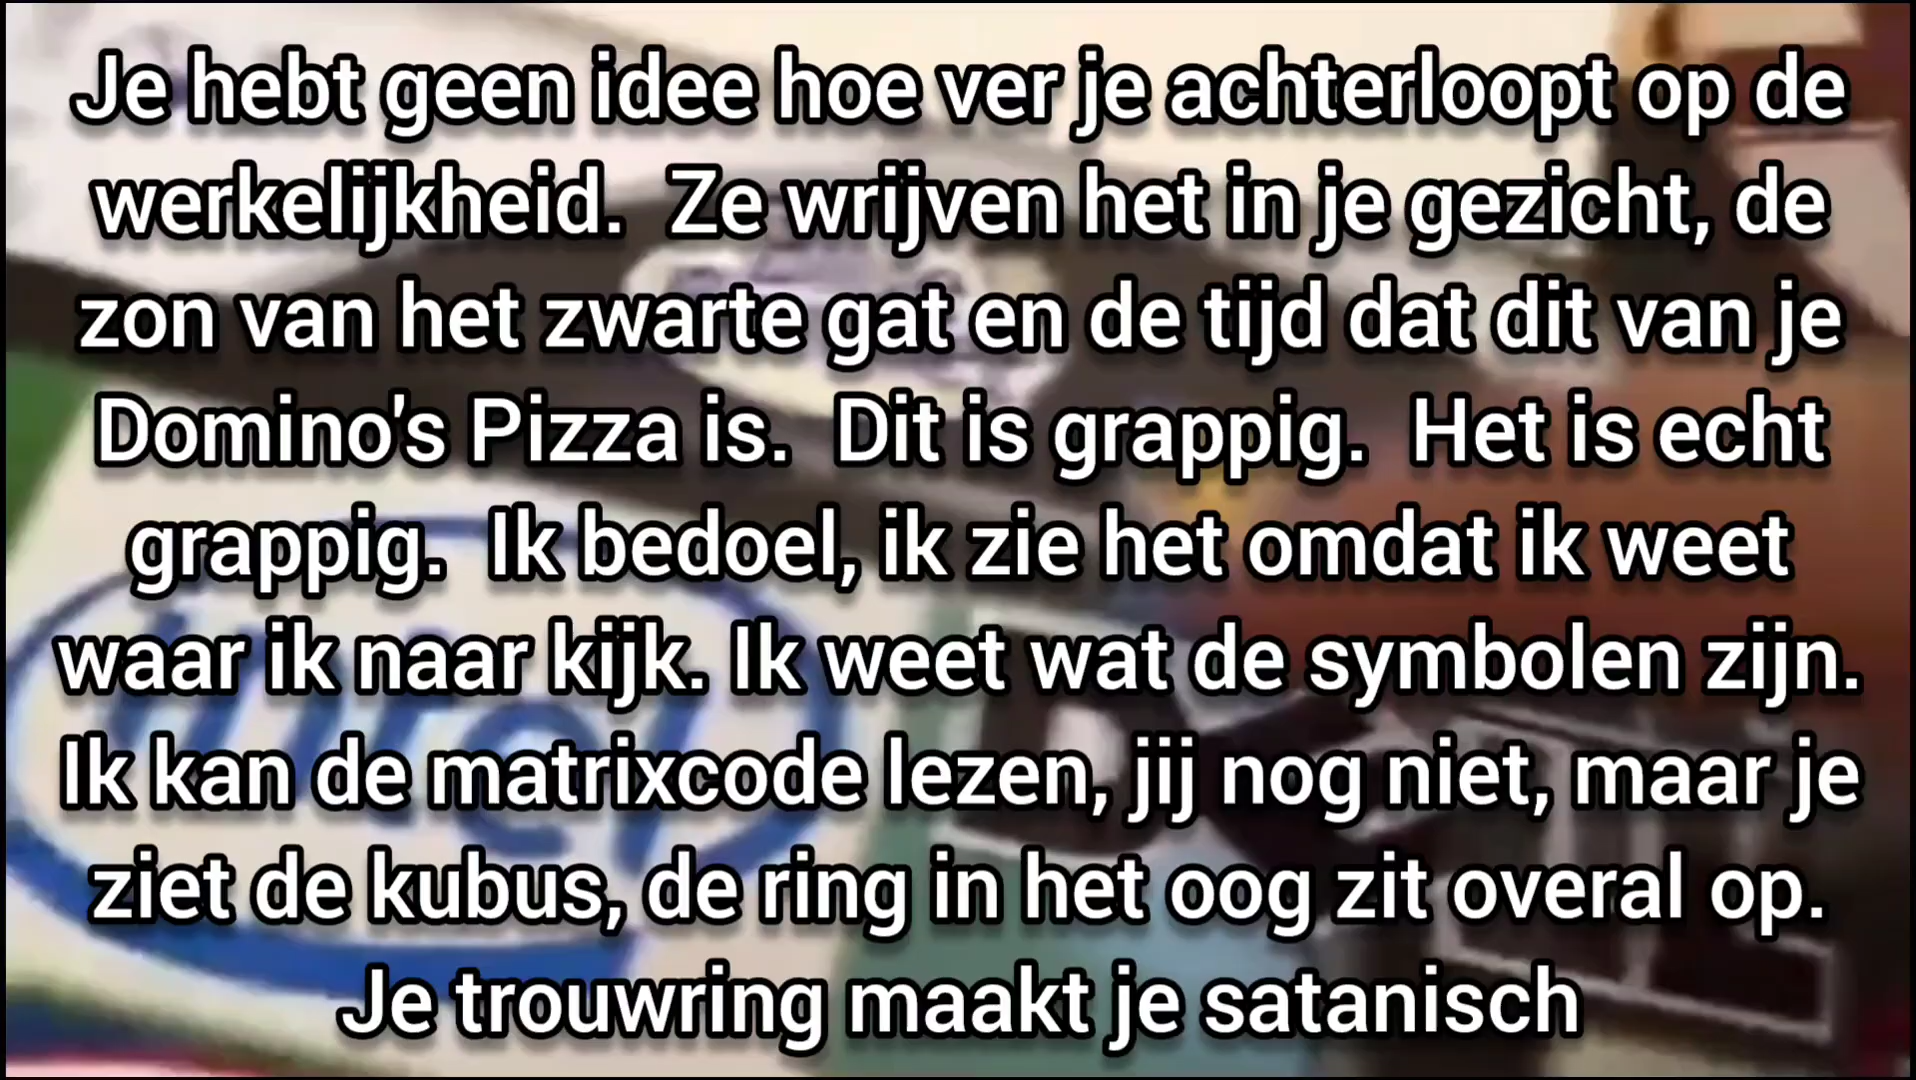 Je hebt geen idee hoe ver je achterloopt op de
werkelijkheid.  Ze wrijven het in je gezicht, de
zon van het zwarte gat en de tijd dat dit van je
Domino's Pizza is.  Dit is grappig.  Het is echt
grappig.  Ik bedoel, ik zie het omdat ik weet
waar ik naar kijk. Ik weet wat de symbolen zijn.
Ik kan de matrixcode lezen, jij nog niet, maar je
ziet de kubus, de ring in het oog zit overal op.
Je trouwring maakt je satanisch
intel